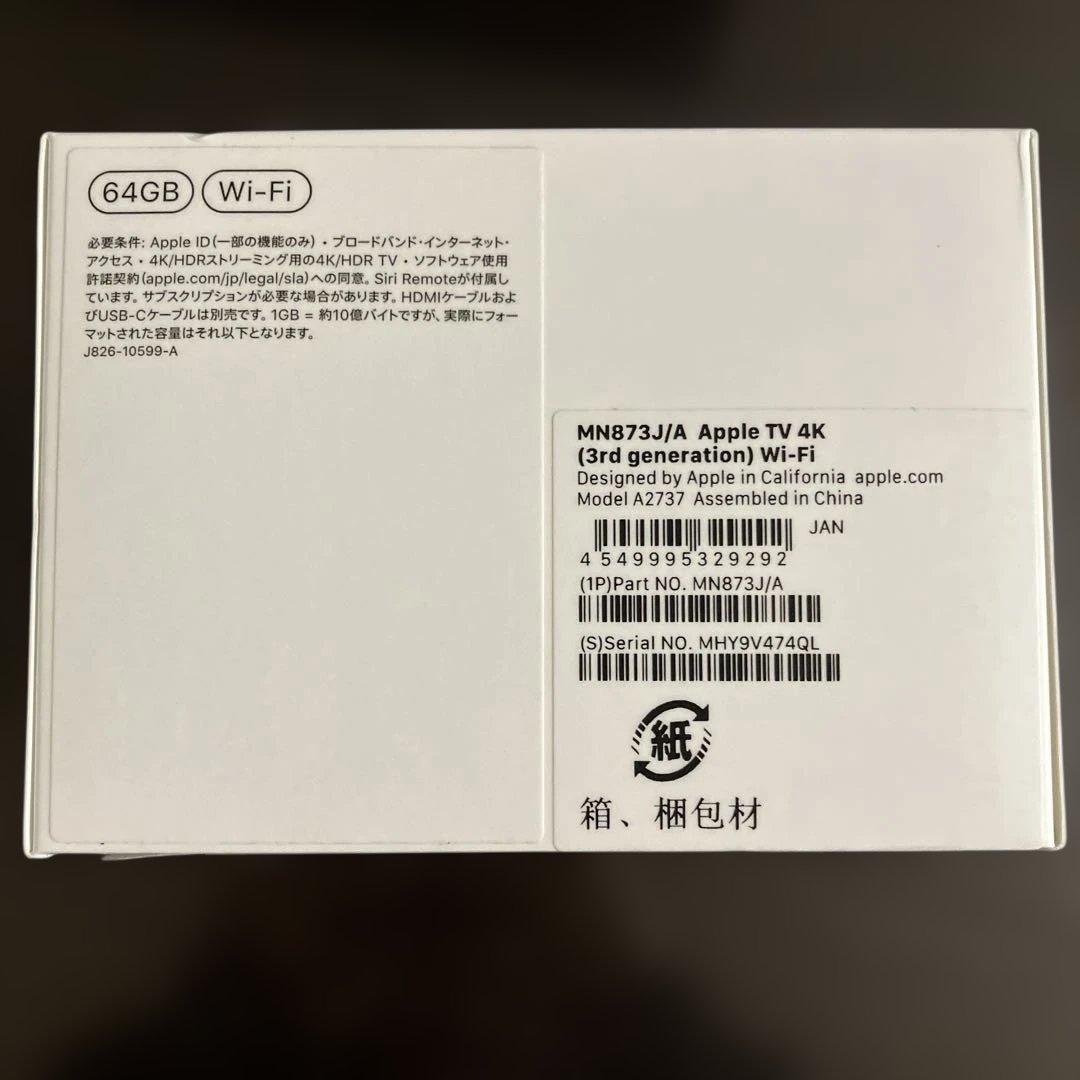 64GB Wi-Fi
必要条件: Apple ID(一部の機能のみ)・ブロードバンド・インターネット・
アクセス・4K/HDRストリーミング用の4K/HDR TV・ソフトウェア使用
許諾契約(apple.com/jp/legal/sla)への同意。Siri Remoteが付属し
ています。サブスクリプションが必要な場合があります。HDMIケーブルおよ
びUSB-Cケーブルは別売です。1GB = 約10億バイトですが、実際にフォー
マットされた容量はそれ以下となります。
J826-10599-A
MN873J/A Apple TV 4K
(3rd generation) Wi-Fi
Designed by Apple in California apple.com
Model A2737 Assembled in China
JAN
4549995329292
(1P)Part NO. MN873J/A
(S)Serial NO. MHY9V474QL
紙
箱、梱包材